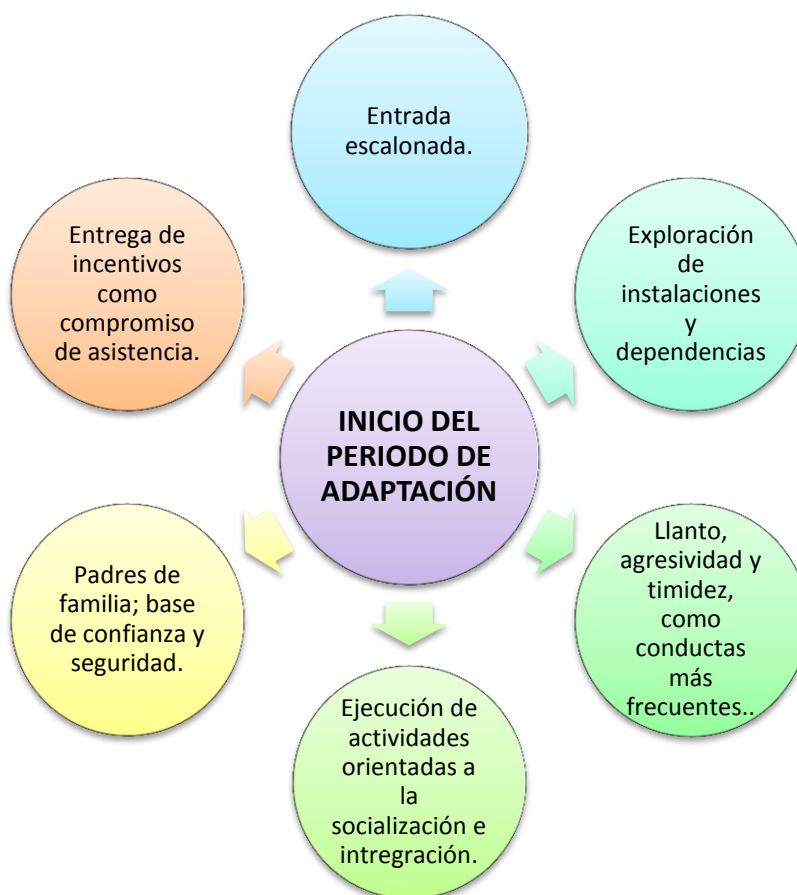 Entrada
escalonada.
Entrega de
incentivos
como
compromiso
de asistencia.
Exploración
de
instalaciones
y
dependencias
INICIO DEL
PERIODO DE
ADAPTACIÓN
Padres de
familia; base
de confianza y
seguridad.
Llanto,
agresividad y
timidez,
como
conductas
más
frecuentes..
Ejecución de
actividades
orientadas a
la
socialización e
intregración.